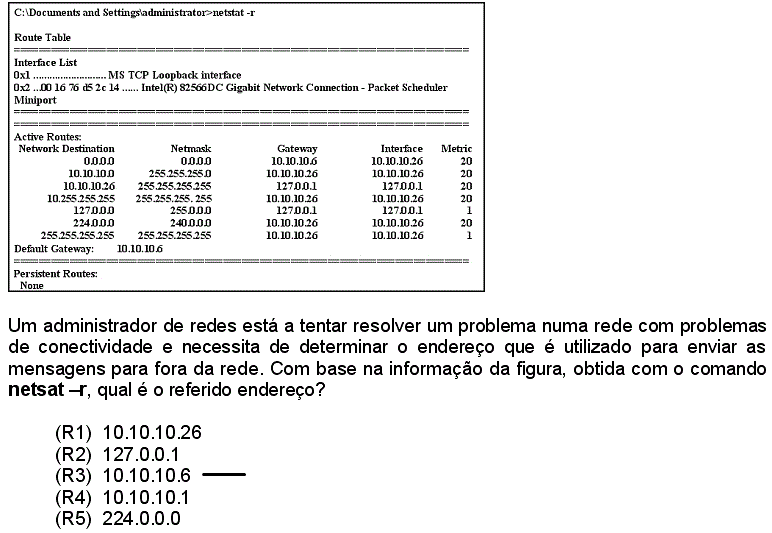 C:\Documents and Settings\administrator>netstat -r
Route Table
===========================================================================
Interface List
0x1 ........................... MS TCP Loopback interface
0x2 ...00 16 76 d5 2c 14 ...... Intel(R) 82566DC Gigabit Network Connection - Packet Scheduler
Miniport
===========================================================================
===========================================================================
Active Routes:
Network Destination Netmask Gateway Interface Metric
0.0.0.0 0.0.0.0 10.10.10.6 10.10.10.26 20
10.10.10.0 255.255.255.0 10.10.10.26 10.10.10.26 20
10.10.10.26 255.255.255.255 127.0.0.1 127.0.0.1 20
10.255.255.255 255.255.255. 255 10.10.10.26 10.10.10.26 20
127.0.0.0 255.0.0.0 127.0.0.1 127.0.0.1 1
224.0.0.0 240.0.0.0 10.10.10.26 10.10.10.26 20
255.255.255.255 255.255.255.255 10.10.10.26 10.10.10.26 1
Default Gateway: 10.10.10.6
===========================================================================
Persistent Routes:
None
Um administrador de redes está a tentar resolver um problema numa rede com problemas
de conectividade e necessita de determinar o endereço que é utilizado para enviar as
mensagens para fora da rede. Com base na informação da figura, obtida com o comando
netsat –r, qual é o referido endereço?
(R1) 10.10.10.26
(R2) 127.0.0.1
(R3) 10.10.10.6
(R4) 10.10.10.1
(R5) 224.0.0.0